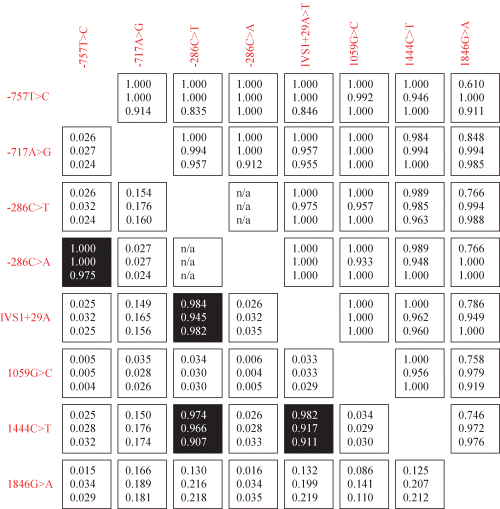 -757T>C -717A>G -286C>T -286C>A IVS1+29A>T 1059G>C 1444C>T 1846G>A
-757T>C
1.000 1.000 1.000 1.000 1.000 1.000 0.610
1.000 1.000 1.000 1.000 0.992 0.946 1.000
0.914 0.835 1.000 0.846 1.000 1.000 0.911
-717A>G
0.026 1.000 1.000 1.000 1.000 0.984 0.848
0.027 0.994 1.000 0.957 1.000 0.994 0.994
0.024 0.957 0.912 0.955 1.000 1.000 0.985
-286C>T
0.026 0.154 n/a 1.000 1.000 0.989 0.766
0.032 0.176 n/a 0.975 0.957 0.985 0.994
0.024 0.160 n/a 1.000 1.000 0.963 0.988
-286C>A
1.000 0.027 n/a 1.000 1.000 0.989 0.766
1.000 0.027 n/a 1.000 0.933 0.948 1.000
0.975 0.024 n/a 1.000 1.000 1.000 1.000
IVS1+29A
0.025 0.149 0.984 0.026 1.000 1.000 0.786
0.032 0.165 0.945 0.032 1.000 0.962 0.949
0.025 0.156 0.982 0.035 1.000 0.960 1.000
1059G>C
0.005 0.035 0.034 0.006 0.033 1.000 0.758
0.005 0.028 0.030 0.004 0.033 0.956 0.979
0.004 0.026 0.030 0.005 0.029 1.000 0.919
1444C>T
0.025 0.150 0.974 0.026 0.982 0.034 0.746
0.028 0.176 0.966 0.028 0.917 0.029 0.972
0.032 0.174 0.907 0.033 0.911 0.030 0.976
1846G>A
0.015 0.166 0.130 0.016 0.132 0.086 0.125
0.034 0.189 0.216 0.034 0.199 0.141 0.207
0.029 0.181 0.218 0.035 0.219 0.110 0.212